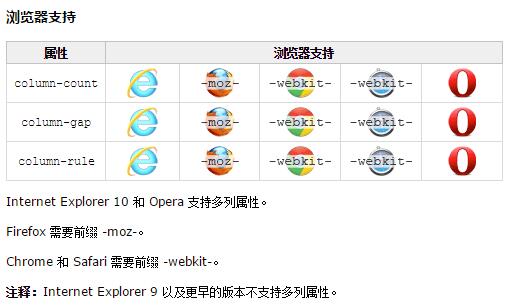 浏览器支持
属性 浏览器支持
column-count -moz- -webkit- -webkit-
column-gap -moz- -webkit- -webkit-
column-rule -moz- -webkit- -webkit-
Internet Explorer 10 和 Opera 支持多列属性。
Firefox 需要前缀 -moz-。
Chrome 和 Safari 需要前缀 -webkit-。
注释：Internet Explorer 9 以及更早的版本不支持多列属性。